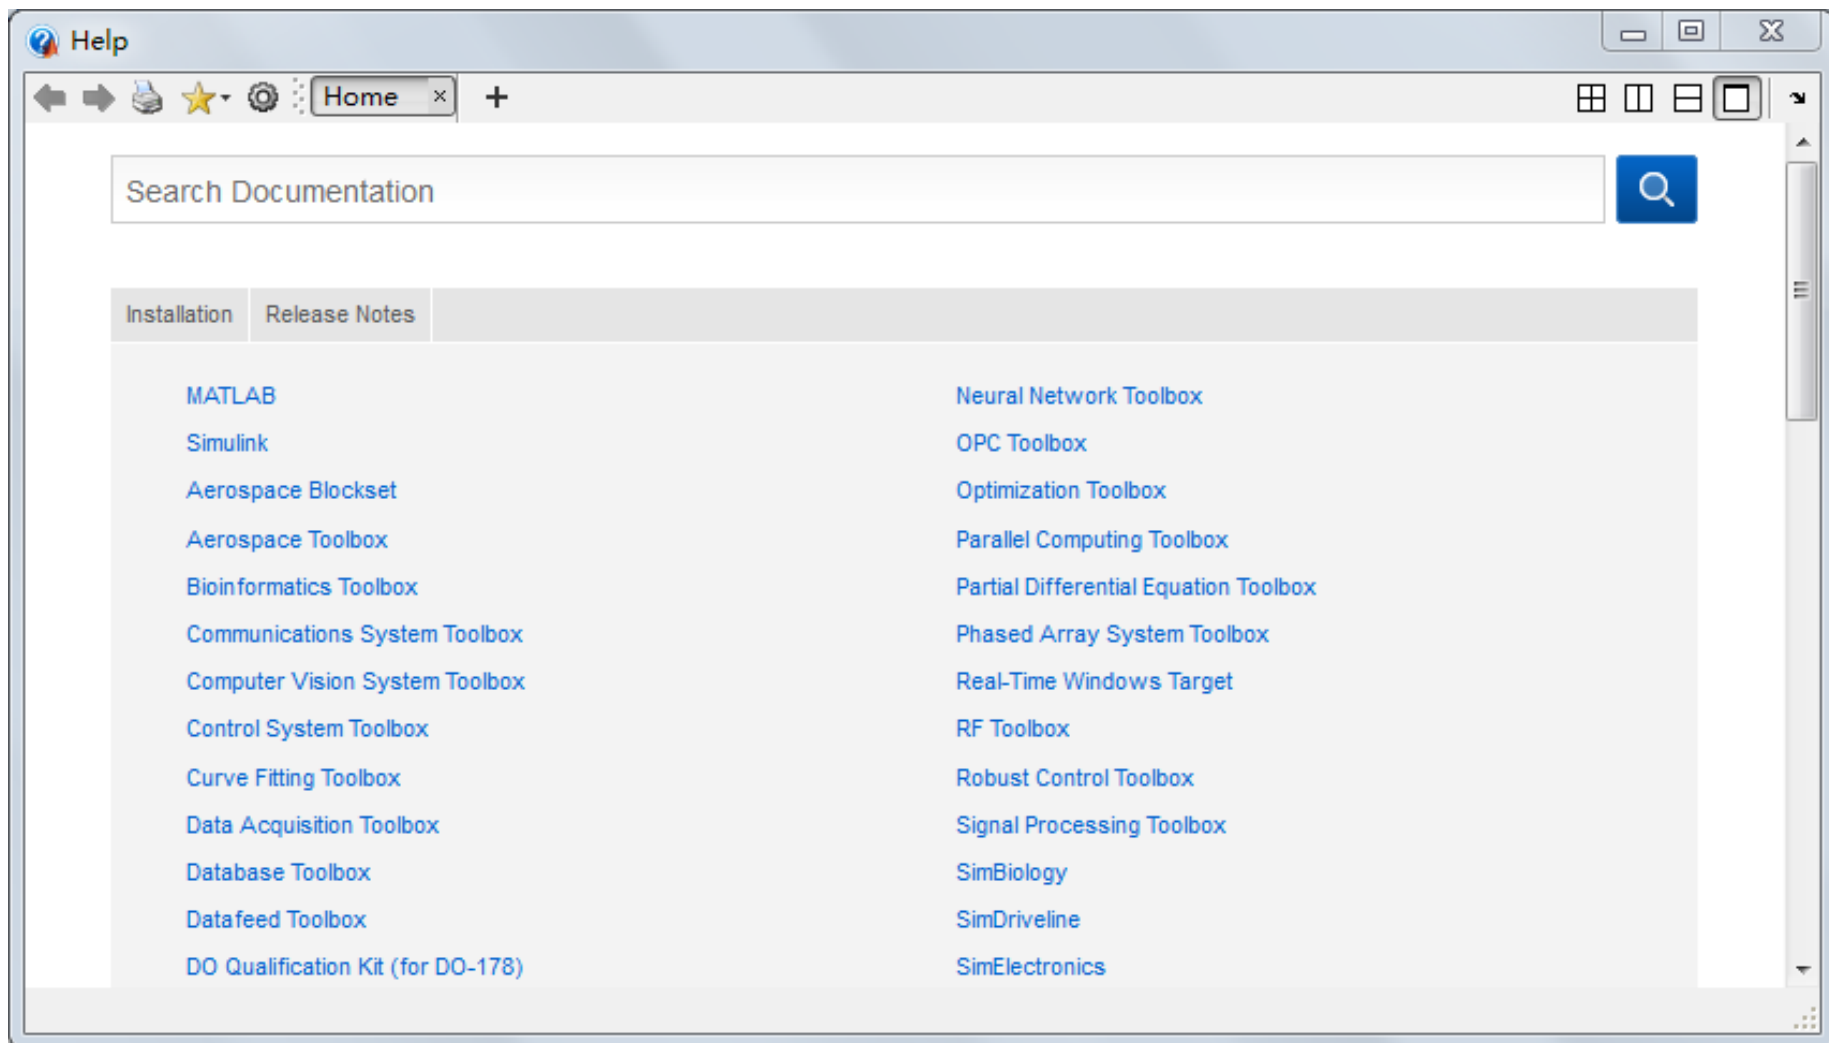 Help
Home
Search Documentation
Installation
Release Notes
MATLAB
Simulink
Aerospace Blockset
Aerospace Toolbox
Bioinformatics Toolbox
Communications System Toolbox
Computer Vision System Toolbox
Control System Toolbox
Curve Fitting Toolbox
Data Acquisition Toolbox
Database Toolbox
Datafeed Toolbox
DO Qualification Kit (for DO-178)
Neural Network Toolbox
OPC Toolbox
Optimization Toolbox
Parallel Computing Toolbox
Partial Differential Equation Toolbox
Phased Array System Toolbox
Real-Time Windows Target
RF Toolbox
Robust Control Toolbox
Signal Processing Toolbox
SimBiology
SimDriveline
SimElectronics